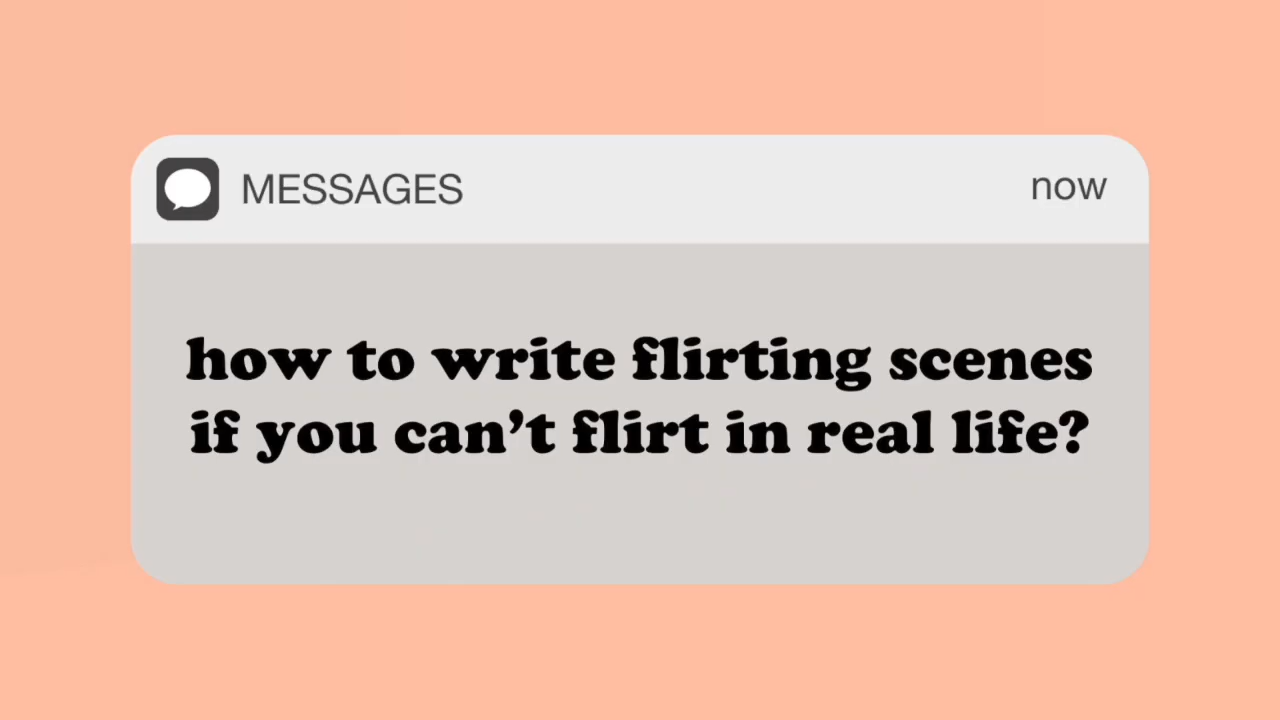 MESSAGES
now
how to write flirting scenes
if you can't flirt in real life?